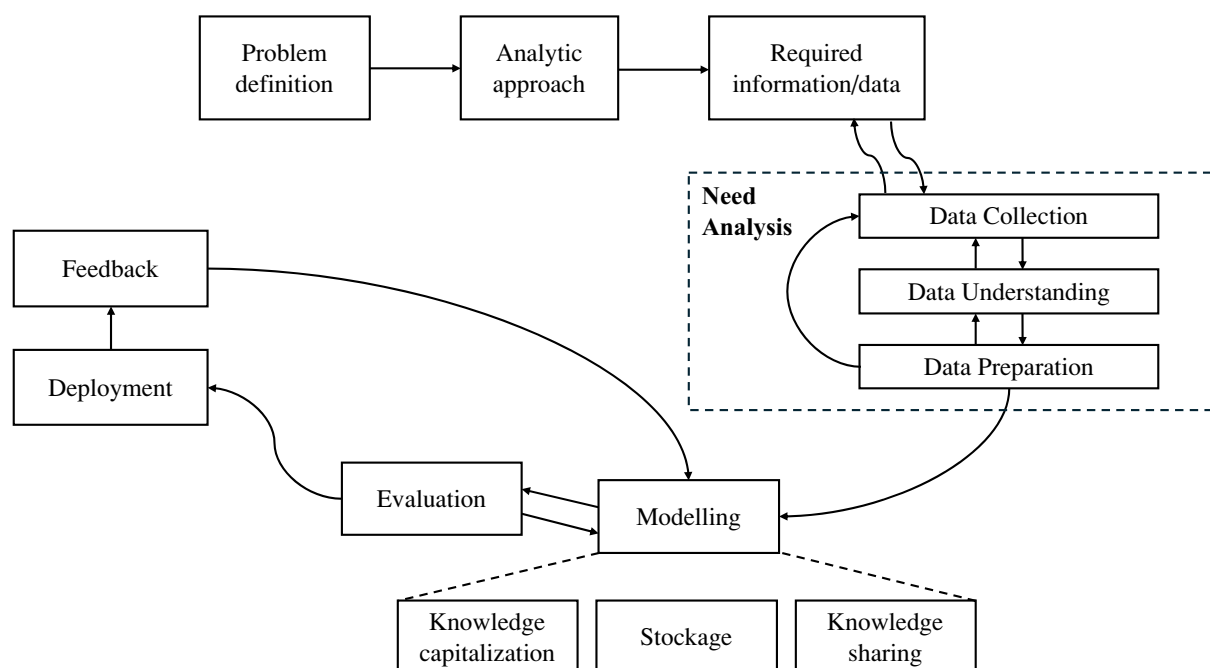 Problem
definition
Analytic
approach
Required
information/data
Need
Analysis
Data Collection
Data Understanding
Data Preparation
Feedback
Deployment
Evaluation
Modelling
Knowledge
capitalization
Stockage
Knowledge
sharing